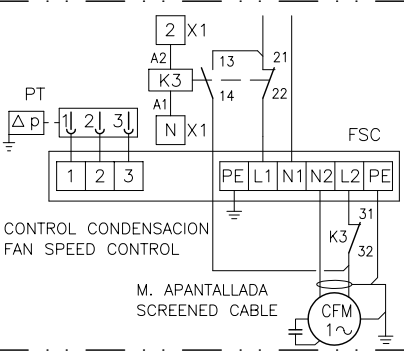 2 X1
A2
K3
A1
N X1
13
14
21
22
PT
Δp
1 2 3
FSC
1 2 3
PE L1 N1 N2 L2 PE
CONTROL CONDENSACION
FAN SPEED CONTROL
31
K3
32
M. APANTALLADA
SCREENED CABLE
CFM
1~